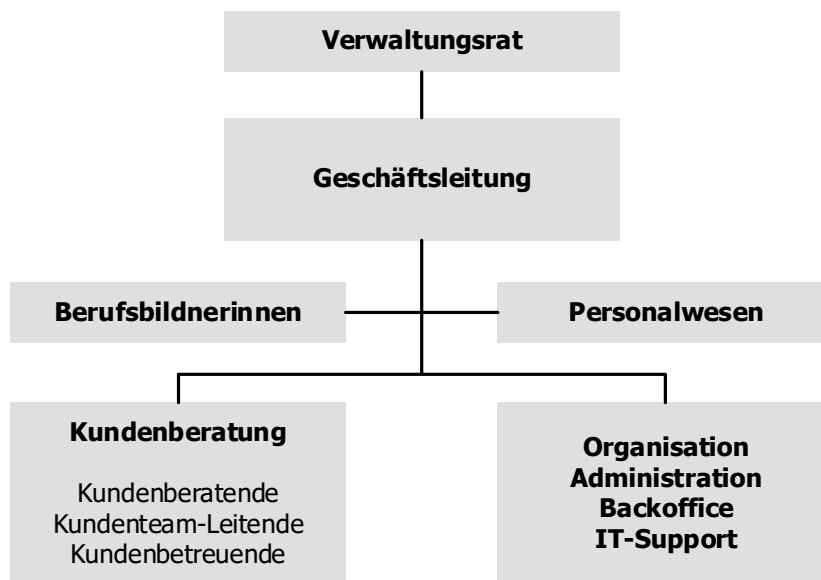 Verwaltungsrat
Geschäftsleitung
Berufsbildnerinnen
Personalwesen
Kundenberatung
Kundenberatende
Kundenteam-Leitende
Kundenbetreuende
Organisation
Administration
Backoffice
IT-Support